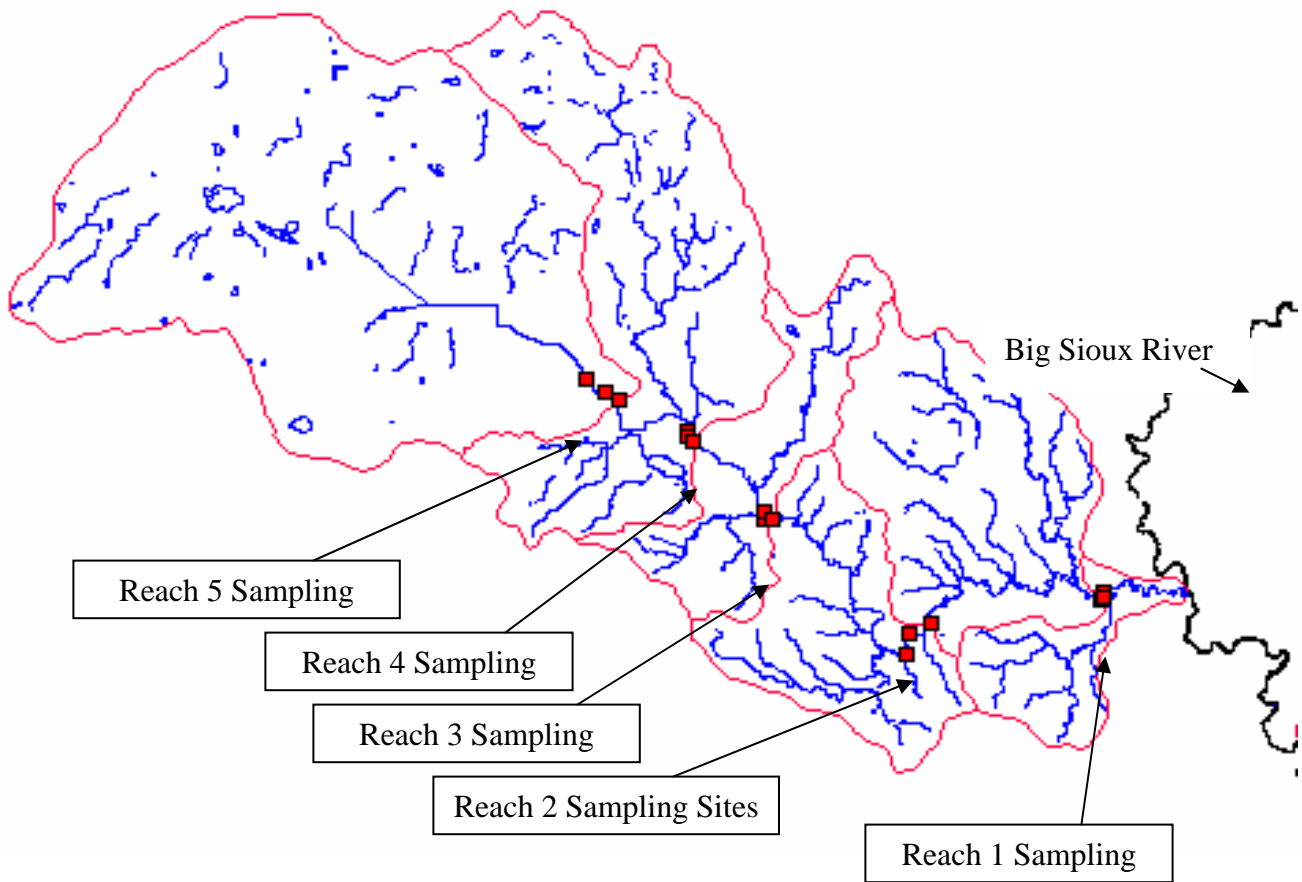 Big Sioux River
Reach 5 Sampling
Reach 4 Sampling
Reach 3 Sampling
Reach 2 Sampling Sites
Reach 1 Sampling